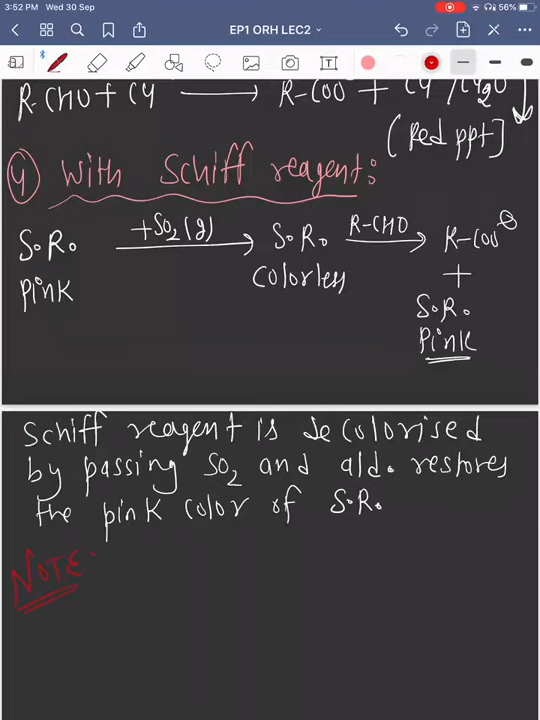 3:52 PM Wed 30 Sep
56%
EP1 ORH LEC2
T
R-CHO + Cu → R-COO + Cu /Cu2O ↓
(Red ppt)
4 With Schiff reagent:
S.R. +SO2(g) → S.R. R-CHO → R-COO⊖
Pink
colorless
+
S.R.
Pink
Schiff reagent is decolorised
by passing SO2 and ald. restores
the pink color of S.R.
NOTE: